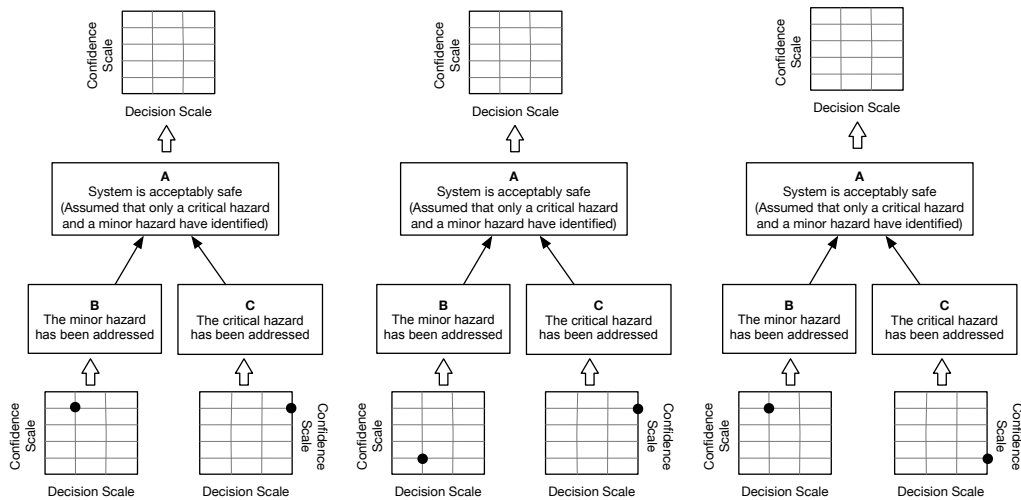 Confidence
Scale
Decision Scale
A
System is acceptably safe
(Assumed that only a critical hazard
and a minor hazard have identified)
B
The minor hazard
has been addressed
C
The critical hazard
has been addressed
Confidence
Scale
Decision Scale
Confidence
Scale
Decision Scale
Confidence
Scale
Decision Scale
A
System is acceptably safe
(Assumed that only a critical hazard
and a minor hazard have identified)
B
The minor hazard
has been addressed
C
The critical hazard
has been addressed
Confidence
Scale
Decision Scale
Confidence
Scale
Decision Scale
Confidence
Scale
Decision Scale
A
System is acceptably safe
(Assumed that only a critical hazard
and a minor hazard have identified)
B
The minor hazard
has been addressed
C
The critical hazard
has been addressed
Confidence
Scale
Decision Scale
Confidence
Scale
Decision Scale